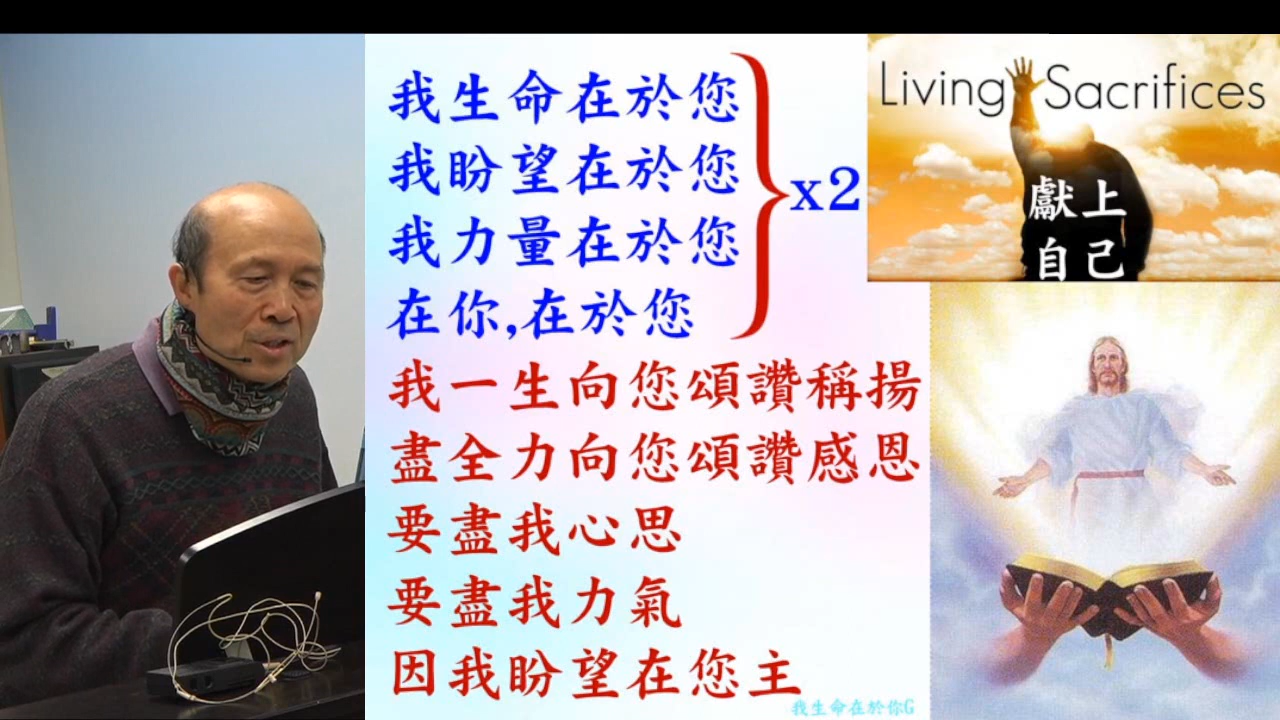 我生命在於您
我盼望在於您
我力量在於您
在你,在於您
x2
我一生向您頌讚稱揚
盡全力向您頌讚感恩
要盡我心思
要盡我力氣
因我盼望在您主
我生命在於你G
Living Sacrifices
獻上
自己